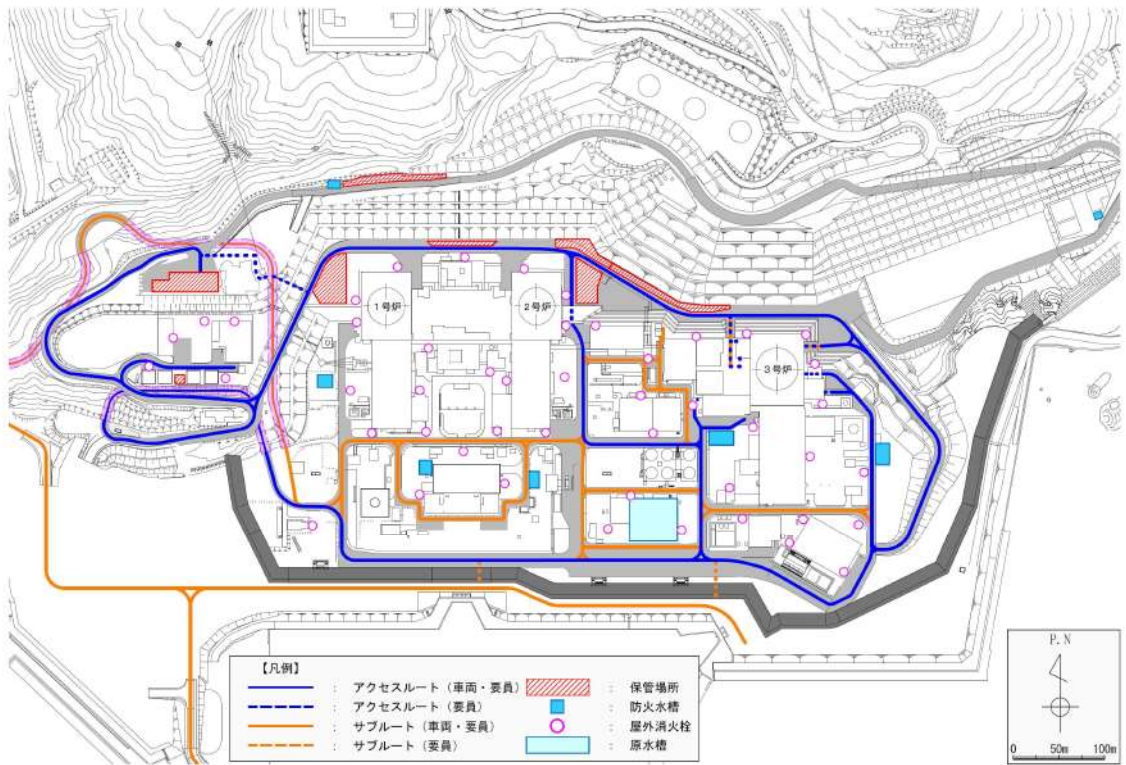 1号炉
2号炉
3号炉
【凡例】
: アクセスルート（車両・要員）
: アクセスルート（要員）
: サブルート（車両・要員）
: サブルート（要員）
: 保管場所
: 防火水槽
: 屋外消火栓
: 原水槽
P.N
0 50m 100m